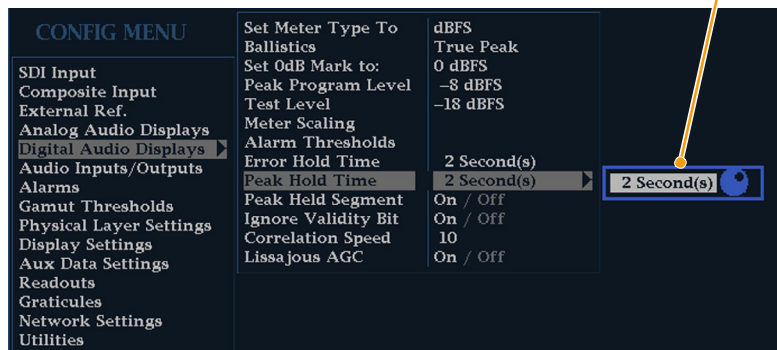 CONFIG MENU
SDI Input
Composite Input
External Ref.
Analog Audio Displays
Digital Audio Displays
Audio Inputs/Outputs
Alarms
Gamut Thresholds
Physical Layer Settings
Display Settings
Aux Data Settings
Readouts
Graticules
Network Settings
Utilities
Set Meter Type To dBFS
Ballistics True Peak
Set 0dB Mark to: 0 dBFS
Peak Program Level –8 dBFS
Test Level –18 dBFS
Meter Scaling
Alarm Thresholds
Error Hold Time 2 Second(s)
Peak Hold Time 2 Second(s)
Peak Held Segment On / Off
Ignore Validity Bit On / Off
Correlation Speed 10
Lissajous AGC On / Off
2 Second(s)